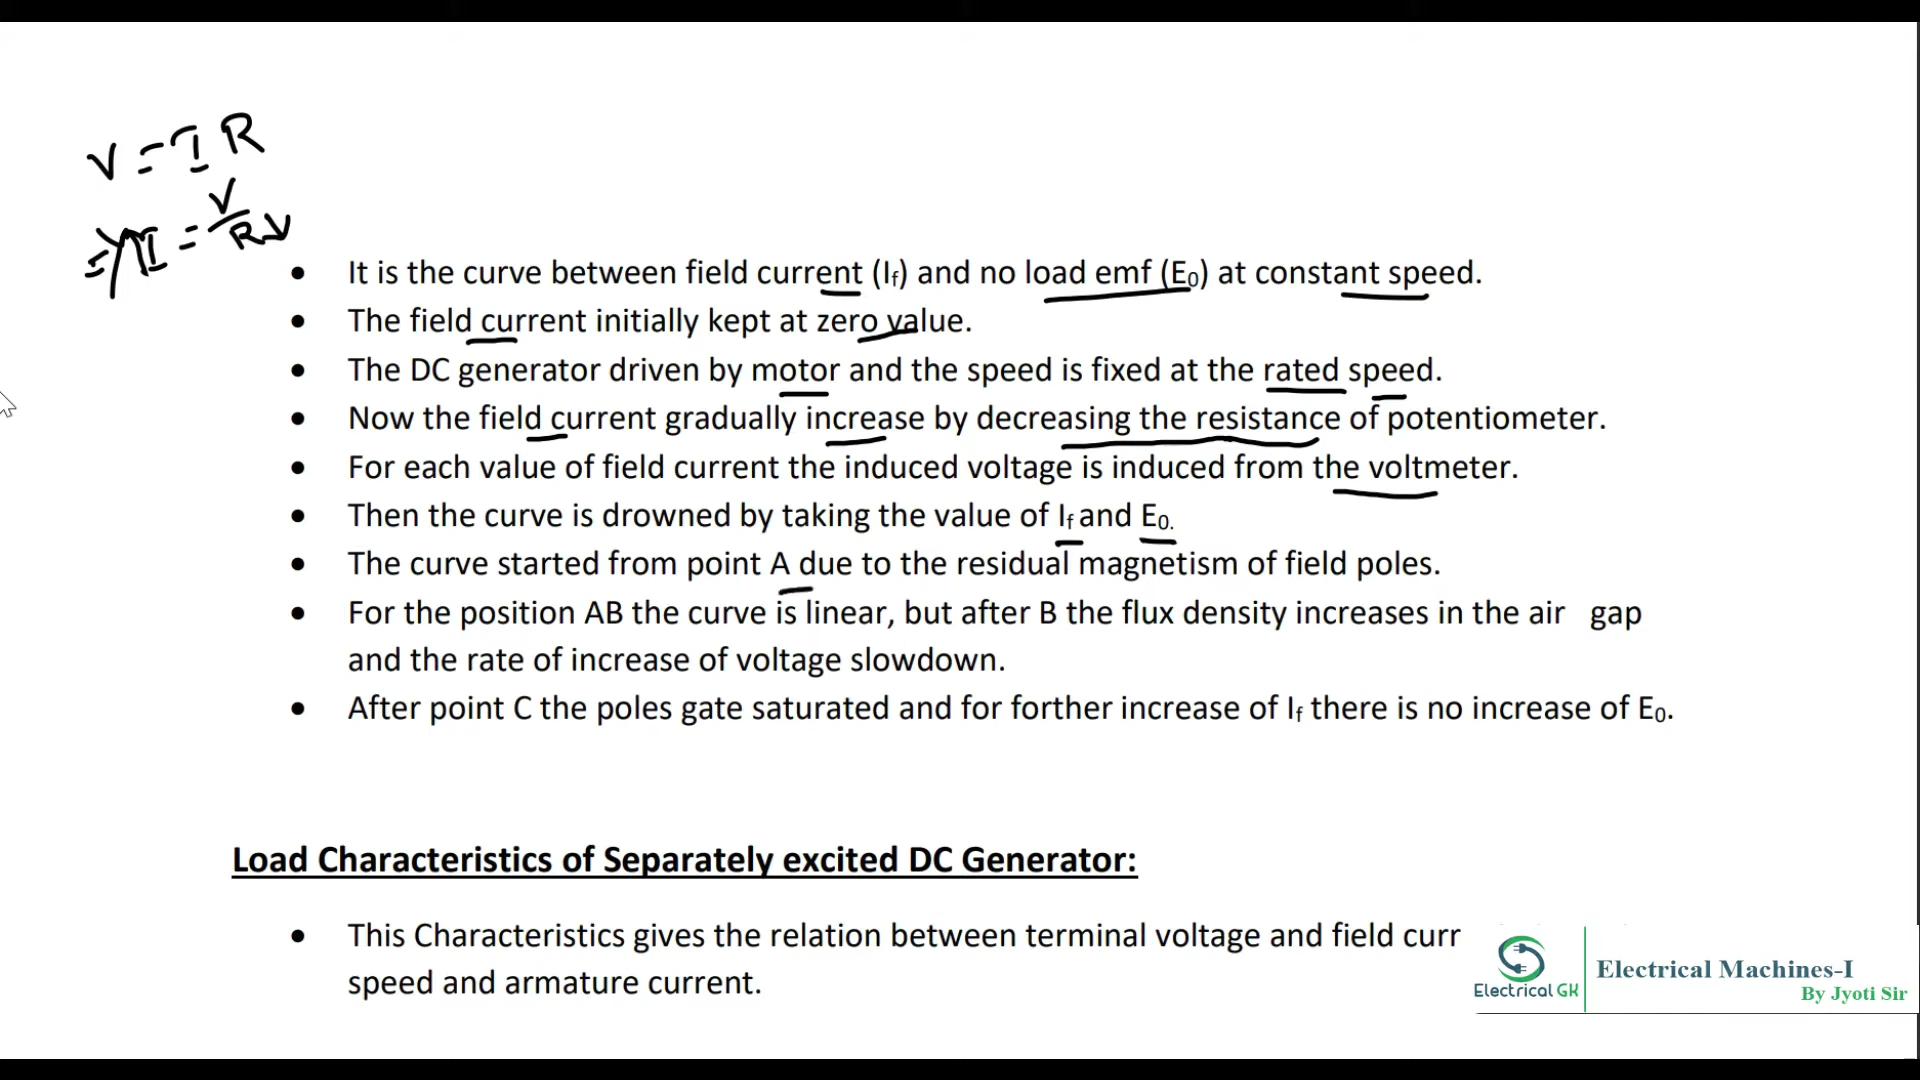 V = I R
=> I = V/R
• It is the curve between field current (If) and no load emf (E0) at constant speed.
• The field current initially kept at zero value.
• The DC generator driven by motor and the speed is fixed at the rated speed.
• Now the field current gradually increase by decreasing the resistance of potentiometer.
• For each value of field current the induced voltage is induced from the voltmeter.
• Then the curve is drowned by taking the value of If and E0.
• The curve started from point A due to the residual magnetism of field poles.
• For the position AB the curve is linear, but after B the flux density increases in the air gap
and the rate of increase of voltage slowdown.
• After point C the poles gate saturated and for forther increase of If there is no increase of E0.
Load Characteristics of Separately excited DC Generator:
• This Characteristics gives the relation between terminal voltage and field curr
speed and armature current.
Electrical GK
Electrical Machines-I
By Jyoti Sir